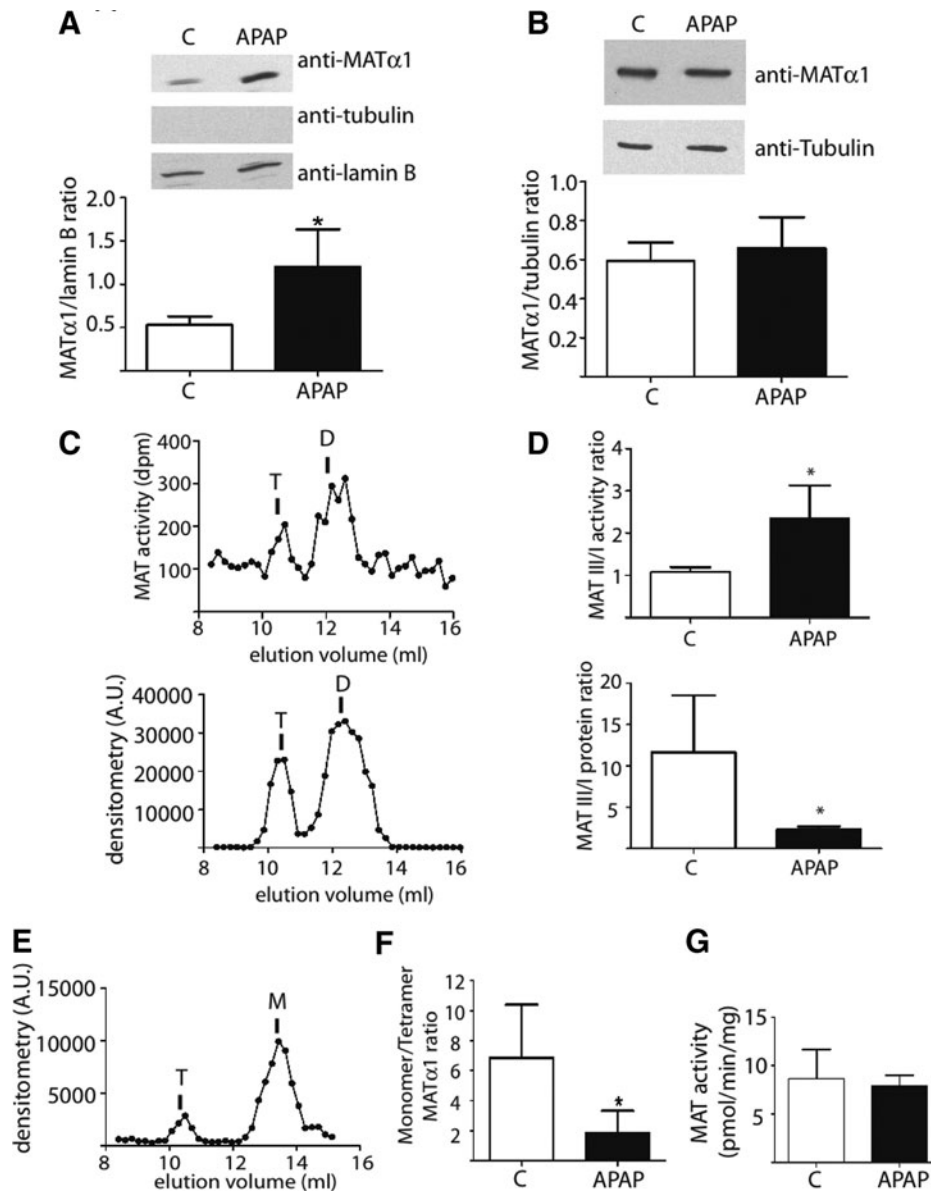 A
C APAP
anti-MATα1
anti-tubulin
anti-lamin B
MATα1/lamin B ratio
2.0
1.5
1.0
0.5
*
C APAP
B
C APAP
anti-MATα1
anti-Tubulin
MATα1/tubulin ratio
1.0
0.8
0.6
0.4
0.2
C APAP
C
MAT activity (dpm)
400
300
200
100
T
D
8 10 12 14 16
elution volume (ml)
densitometry (A.U.)
40000
30000
20000
10000
0
T
D
8 10 12 14 16
elution volume (ml)
D
MAT III/I activity ratio
4
3
2
1
*
C APAP
MAT III/I protein ratio
20
15
10
5
*
C APAP
E
densitometry (A.U.)
15000
10000
5000
0
T
M
8 10 12 14 16
elution volume (ml)
F
Monomer/Tetramer
MATα1 ratio
12
10
8
6
4
2
*
C APAP
G
MAT activity
(pmol/min/mg)
15
10
5
C APAP